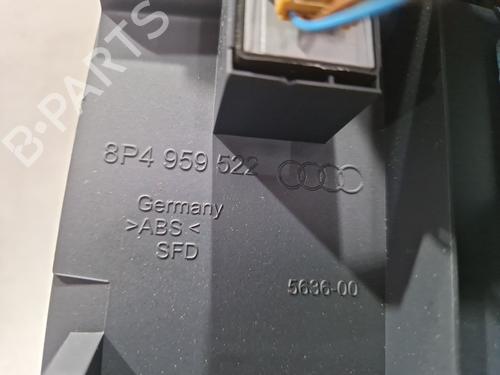 B-PARTS
8P4 959 522
Germany
>ABS<
SFD
5636-00